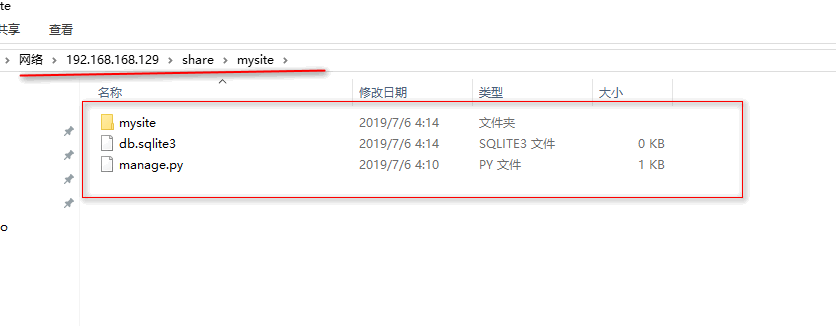 te
共享 查看
网络 192.168.168.129 share mysite
名称 修改日期 类型 大小
mysite 2019/7/6 4:14 文件夹
db.sqlite3 2019/7/6 4:14 SQLITE3 文件 0 KB
manage.py 2019/7/6 4:10 PY 文件 1 KB
o